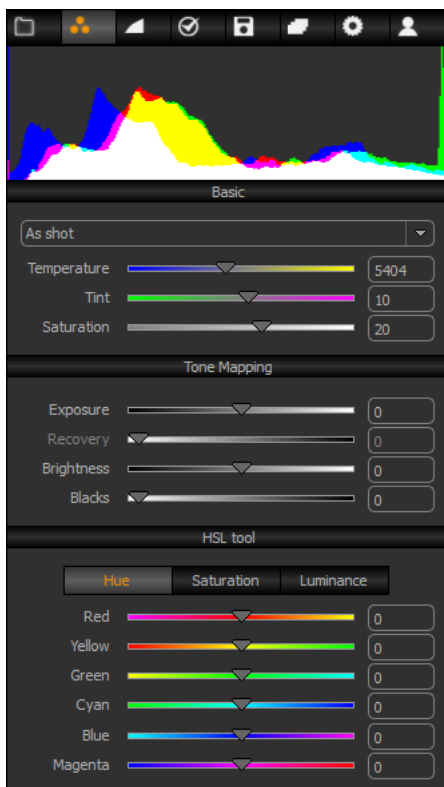 Basic
As shot
Temperature 5404
Tint 10
Saturation 20
Tone Mapping
Exposure 0
Recovery 0
Brightness 0
Blacks 0
HSL tool
Hue Saturation Luminance
Red 0
Yellow 0
Green 0
Cyan 0
Blue 0
Magenta 0